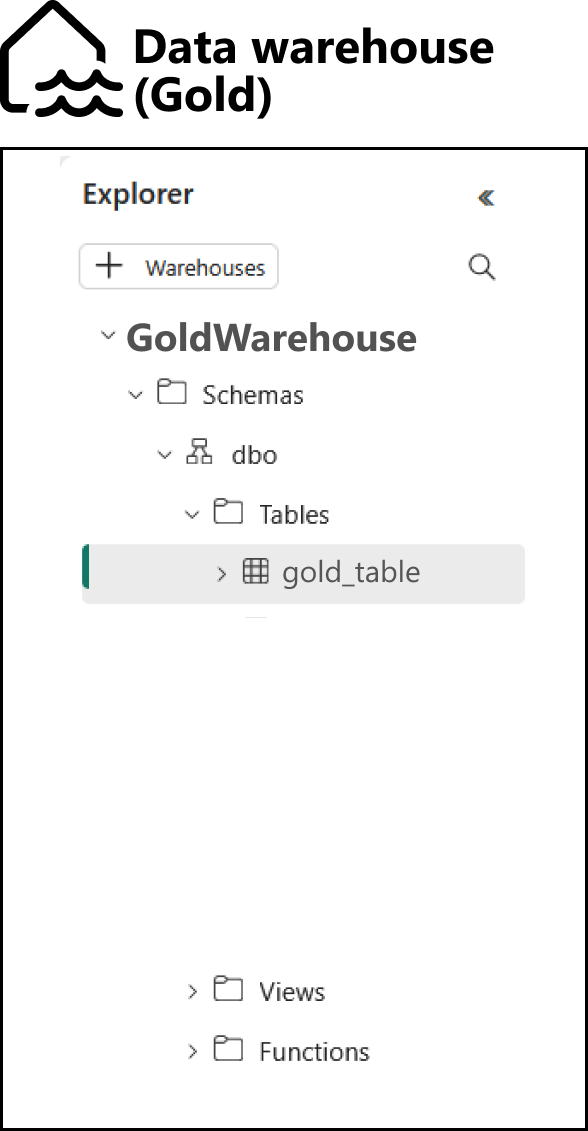 Data warehouse
(Gold)
Explorer
Warehouses
GoldWarehouse
Schemas
dbo
Tables
gold_table
Views
Functions